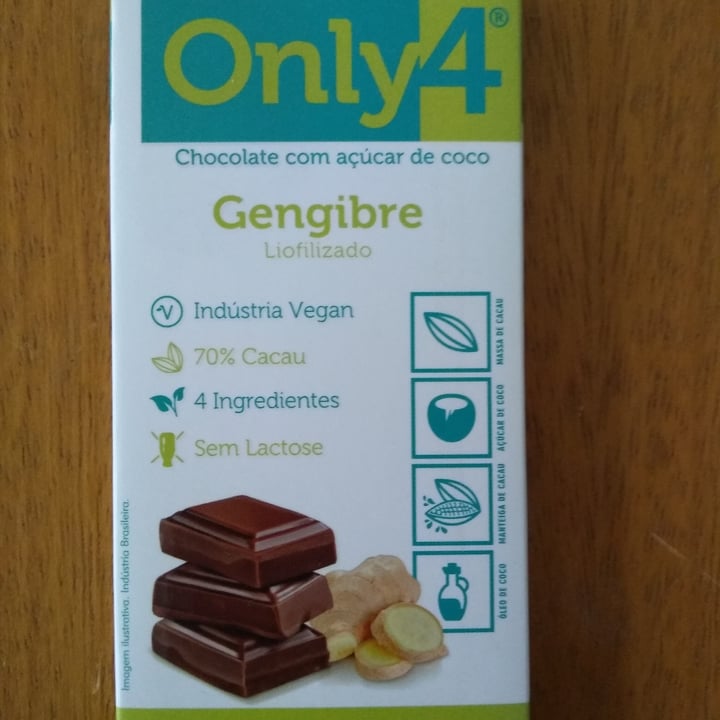 Only4®
Chocolate com açúcar de coco
Gengibre
Liofilizado
V Indústria Vegan
70% Cacau
4 Ingredientes
Sem Lactose
MASSA DE CACAU
AÇÚCAR DE COCO
MANTEIGA DE CACAU
ÓLEO DE COCO
Imagem ilustrativa. Indústria Brasileira.